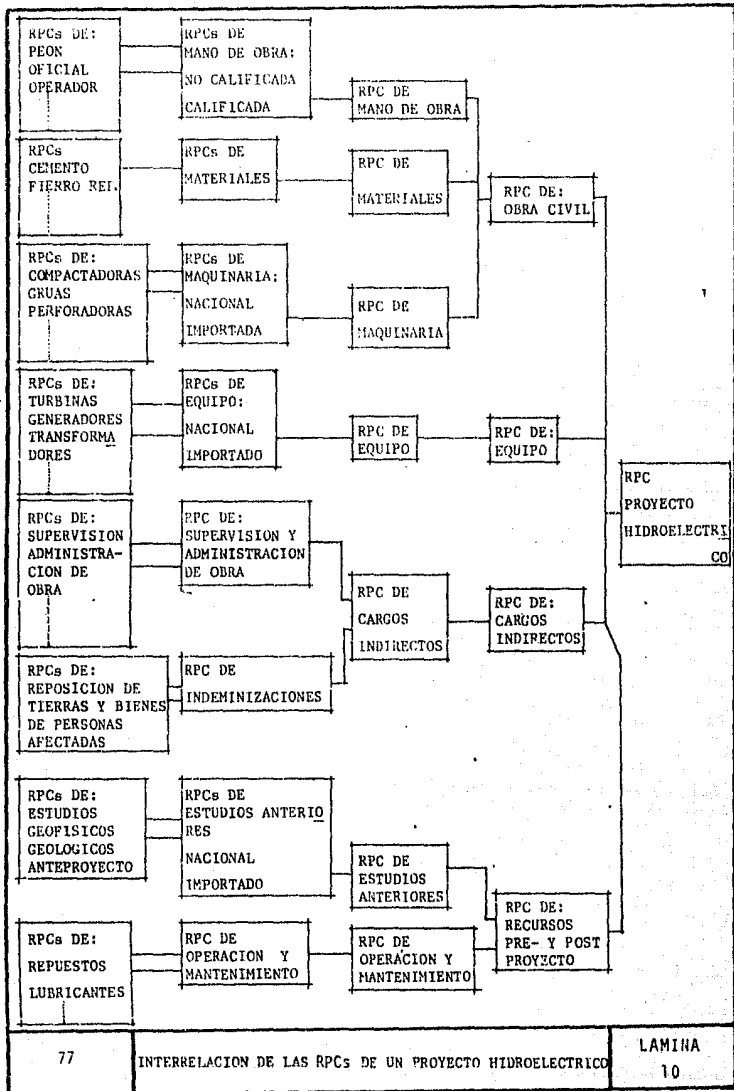 RPCs DE:
PEON
OFICIAL
OPERADOR
RPCs DE
MANO DE OBRA:
NO CALIFICADA
CALIFICADA
RPC DE
MANO DE OBRA
RPCs
CEMENTO
FIERRO REI.
RPCs DE
MATERIALES
RPC DE
MATERIALES
RPC DE:
OBRA CIVIL
RPCs DE:
COMPACTADORAS
GRUAS
PERFORADORAS
RPCs DE
MAQUINARIA:
NACIONAL
IMPORTADA
RPC DE
MAQUINARIA
RPCs DE:
TURBINAS
GENERADORES
TRANSFORMA
DORES
RPCs DE
EQUIPO:
NACIONAL
IMPORTADO
RPC DE
EQUIPO
RPC DE:
EQUIPO
RPC
PROYECTO
HIDROELECTRI
CO
RPCs DE:
SUPERVISION
ADMINISTRA-
CION DE
OBRA
RPC DE:
SUPERVISION Y
ADMINISTRACION
DE OBRA
RPC DE
CARGOS
INDIRECTOS
RPC DE:
CARGOS
INDIRECTOS
RPCs DE:
REPOSICION DE
TIERRAS Y BIENES
DE PERSONAS
AFECTADAS
RPC DE
INDEMINIZACIONES
RPCs DE:
ESTUDIOS
GEOFISICOS
GEOLOGICOS
ANTEPROYECTO
RPCs DE
ESTUDIOS ANTERIO
RES
NACIONAL
IMPORTADO
RPC DE
ESTUDIOS
ANTERIORES
RPC DE:
RECURSOS
PRE- Y POST
PROYECTO
RPCs DE:
REPUESTOS
LUBRICANTES
RPC DE
OPERACION Y
MANTENIMIENTO
RPC DE
OPERACION Y
MANTENIMIENTO
77
INTERRELACION DE LAS RPCs DE UN PROYECTO HIDROELECTRICO
LAMINA
10